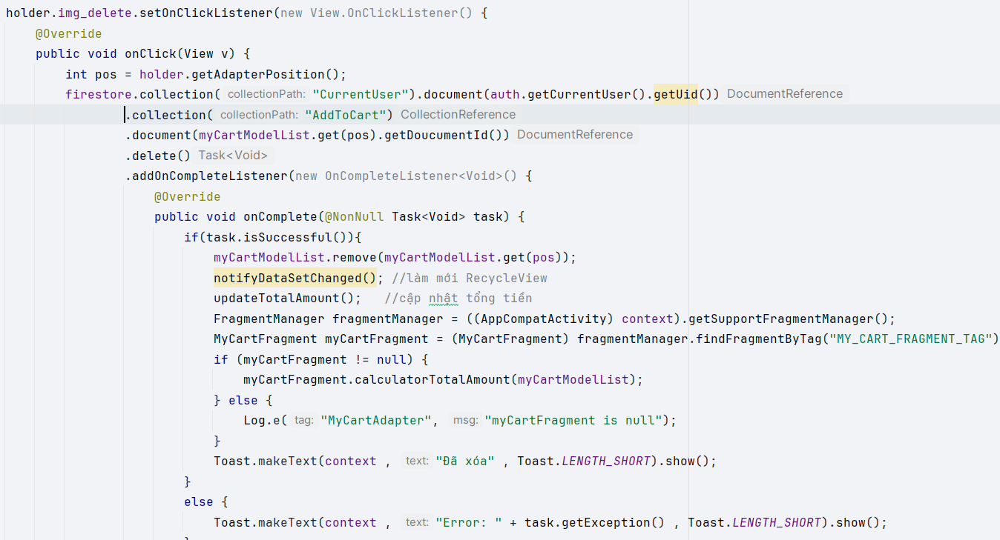 holder.img_delete.setOnClickListener(new View.OnClickListener() {
@Override
public void onClick(View v) {
int pos = holder.getAdapterPosition();
firestore.collection( collectionPath: "CurrentUser").document(auth.getCurrentUser().getUid()) DocumentReference
.collection( collectionPath: "AddToCart") CollectionReference
.document(myCartModelList.get(pos).getDoucumentId()) DocumentReference
.delete() Task<Void>
.addOnCompleteListener(new OnCompleteListener<Void>() {
@Override
public void onComplete(@NonNull Task<Void> task) {
if(task.isSuccessful()){
myCartModelList.remove(myCartModelList.get(pos));
notifyDataSetChanged(); //làm mới RecycleView
updateTotalAmount(); //cập nhật tổng tiền
FragmentManager fragmentManager = ((AppCompatActivity) context).getSupportFragmentManager();
MyCartFragment myCartFragment = (MyCartFragment) fragmentManager.findFragmentByTag("MY_CART_FRAGMENT_TAG")
if (myCartFragment != null) {
myCartFragment.calculatorTotalAmount(myCartModelList);
} else {
Log.e( tag: "MyCartAdapter", msg: "myCartFragment is null");
}
Toast.makeText(context , text: "Đã xóa" , Toast.LENGTH_SHORT).show();
}
else {
Toast.makeText(context , text: "Error: " + task.getException() , Toast.LENGTH_SHORT).show();
}